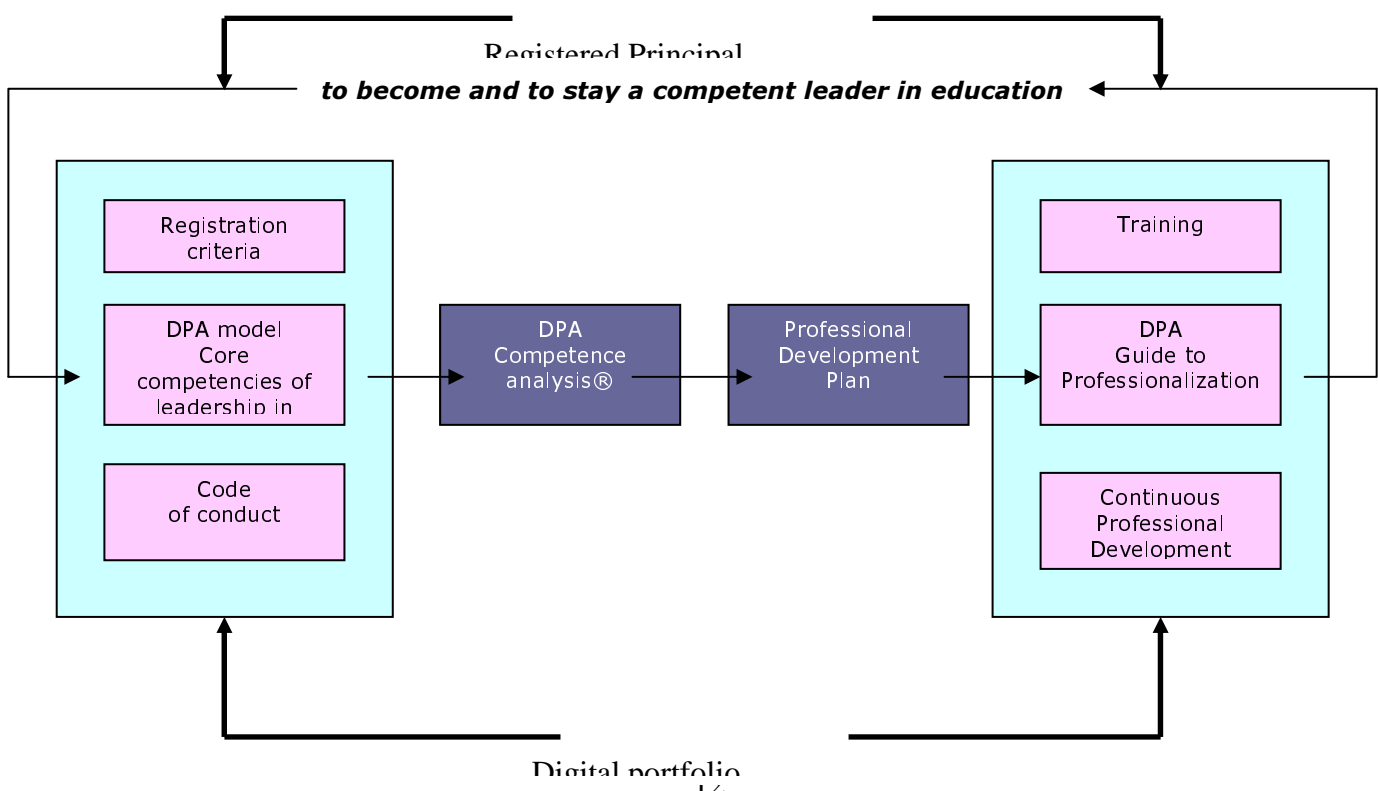 Registered Principal
to become and to stay a competent leader in education
Registration
criteria
DPA model
Core
competencies of
leadership in
Code
of conduct
DPA
Competence
analysis®
Professional
Development
Plan
Training
DPA
Guide to
Professionalization
Continuous
Professional
Development
Digital portfolio